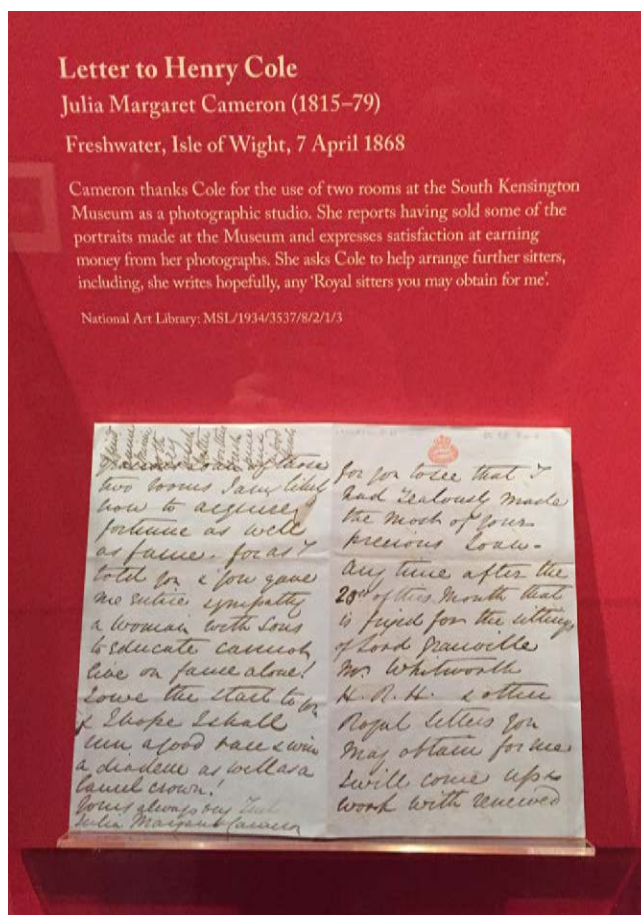 Letter to Henry Cole
Julia Margaret Cameron (1815–79)
Freshwater, Isle of Wight, 7 April 1868
Cameron thanks Cole for the use of two rooms at the South Kensington
Museum as a photographic studio. She reports having sold some of the
portraits made at the Museum and expresses satisfaction at earning
money from her photographs. She asks Cole to help arrange further sitters,
including, she writes hopefully, any ‘Royal sitters you may obtain for me’.
National Art Library: MSL/1934/3537/8/2/1/3
loan of those
two rooms I am likely
now to acquire
fortune as well
as fame. for as I
told you & you gave
me entire sympathy
a woman with sons
to educate cannot
live on fame alone!
I owe the start to you
& I hope I shall
run a good race & win
a diadem as well as a
laurel crown!
Yours always
Julia Margaret Cameron
for you to see that I
had zealously made
the most of your
precious loan.
any time after the
20th of this month that
is fixed for the sittings
of Lord Granville
Mr. Whitworth
H. R. H. & other
Royal sitters you
may obtain for me
I will come up &
work with renewed